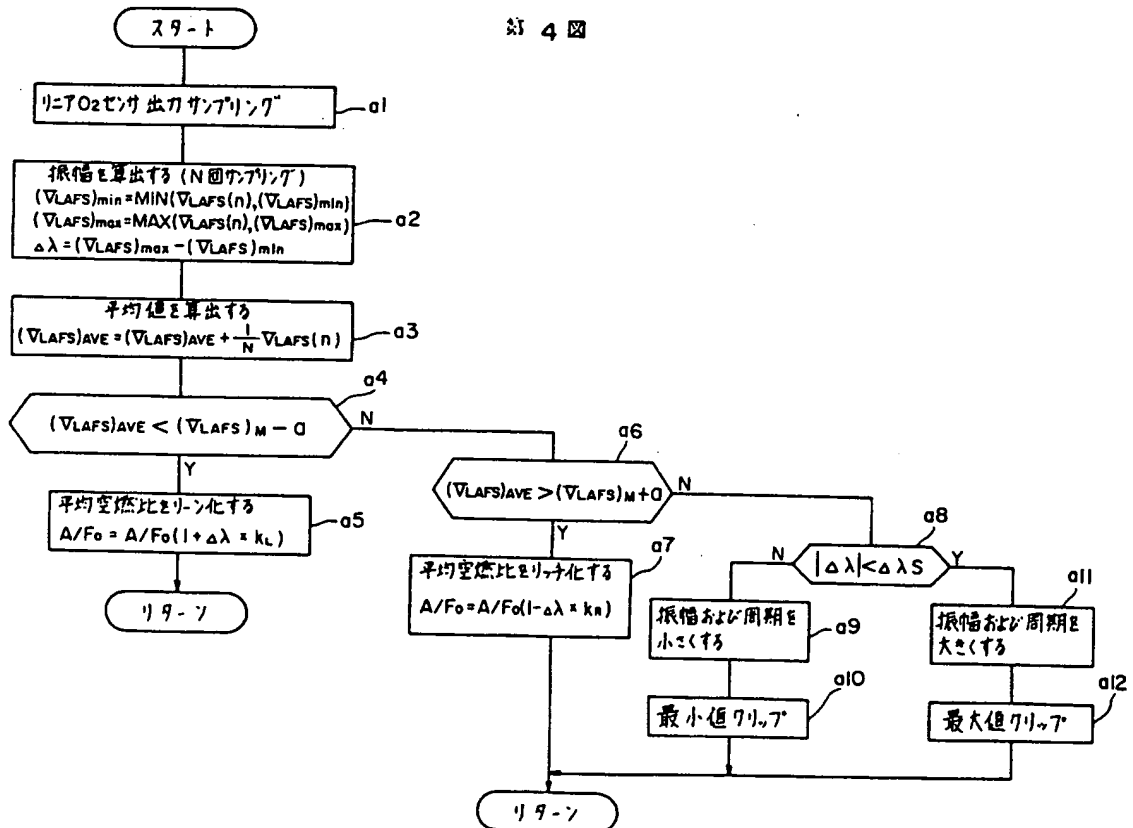 第 4 図
スタート
リニアO₂センサ出力サンプリング
a1
振幅を算出する (N回サンプリング)
(∇LAFS)min=MIN(∇LAFS(n),(∇LAFS)min)
(∇LAFS)max=MAX(∇LAFS(n),(∇LAFS)max)
Δλ=(∇LAFS)max-(∇LAFS)min
a2
平均値を算出する
(∇LAFS)AVE=(∇LAFS)AVE+1/N ∇LAFS(n)
a3
a4
(∇LAFS)AVE<(∇LAFS)M-a
N
Y
平均空燃比をリーン化する
A/Fo=A/Fo(1+Δλ*kL)
a5
リターン
a6
(∇LAFS)AVE>(∇LAFS)M+a
N
Y
a7
平均空燃比をリッチ化する
A/Fo=A/Fo(1-Δλ*kR)
a8
N
|Δλ|<ΔλS
Y
振幅および周期を
小さくする
a9
a10
最小値クリップ
a11
振幅および周期を
大きくする
a12
最大値クリップ
リターン